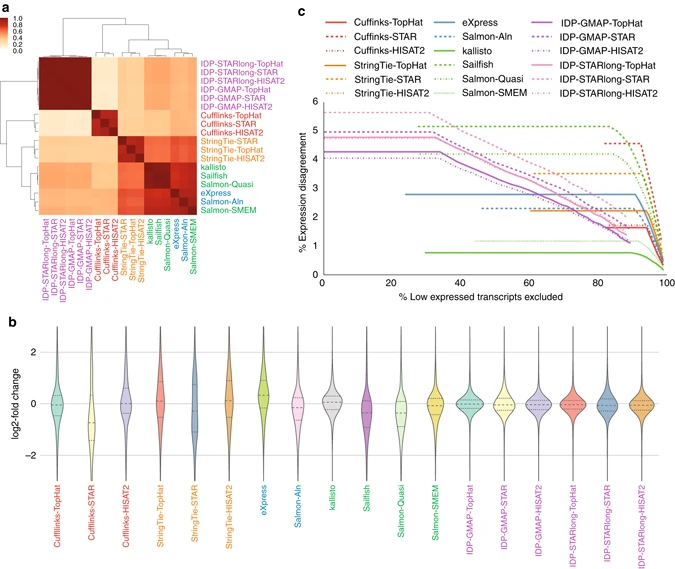 a
1.0
0.8
0.6
0.4
0.2
0.0
IDP-STARlong-TopHat
IDP-STARlong-STAR
IDP-STARlong-HISAT2
IDP-GMAP-TopHat
IDP-GMAP-STAR
IDP-GMAP-HISAT2
Cufflinks-TopHat
Cufflinks-STAR
Cufflinks-HISAT2
StringTie-STAR
StringTie-TopHat
StringTie-HISAT2
kallisto
Sailfish
Salmon-Quasi
eXpress
Salmon-Aln
Salmon-SMEM
IDP-STARlong-TopHat
IDP-STARlong-STAR
IDP-STARlong-HISAT2
IDP-GMAP-TopHat
IDP-GMAP-STAR
IDP-GMAP-HISAT2
Cufflinks-TopHat
Cufflinks-STAR
Cufflinks-HISAT2
StringTie-STAR
StringTie-TopHat
StringTie-HISAT2
kallisto
Sailfish
Salmon-Quasi
eXpress
Salmon-Aln
Salmon-SMEM
c
Cufflinks-TopHat eXpress IDP-GMAP-TopHat
Cufflinks-STAR Salmon-Aln IDP-GMAP-STAR
Cufflinks-HISAT2 kallisto IDP-GMAP-HISAT2
StringTie-TopHat Sailfish IDP-STARlong-TopHat
StringTie-STAR Salmon-Quasi IDP-STARlong-STAR
StringTie-HISAT2 Salmon-SMEM IDP-STARlong-HISAT2
6
5
4
3
2
1
0
% Expression disagreement
0 20 40 60 80 100
% Low expressed transcripts excluded
b
2
0
−2
log2-fold change
Cufflinks-TopHat
Cufflinks-STAR
Cufflinks-HISAT2
StringTie-TopHat
StringTie-STAR
StringTie-HISAT2
eXpress
Salmon-Aln
kallisto
Sailfish
Salmon-Quasi
Salmon-SMEM
IDP-GMAP-TopHat
IDP-GMAP-STAR
IDP-GMAP-HISAT2
IDP-STARlong-TopHat
IDP-STARlong-STAR
IDP-STARlong-HISAT2